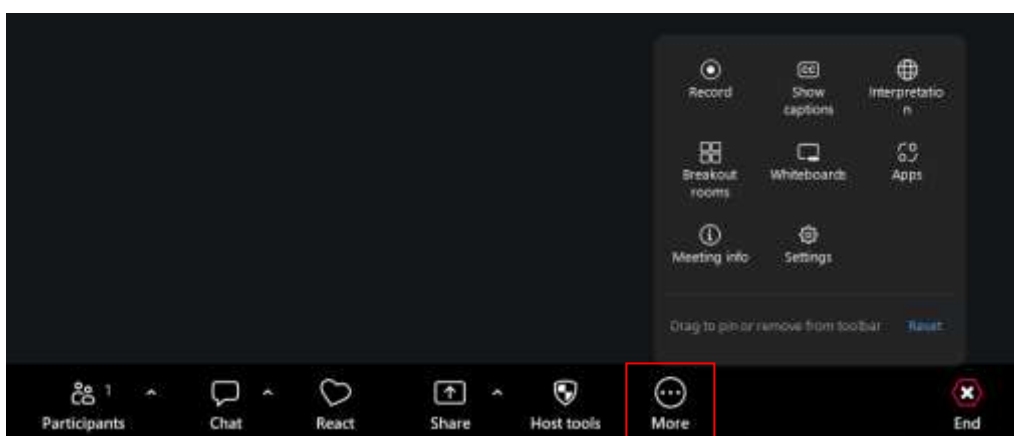 Record
Show
captions
Interpretatio
n
Breakout
rooms
Whiteboards
Apps
Meeting info
Settings
Drag to pin or remove from toolbar Reset
1
Participants Chat React Share Host tools More End